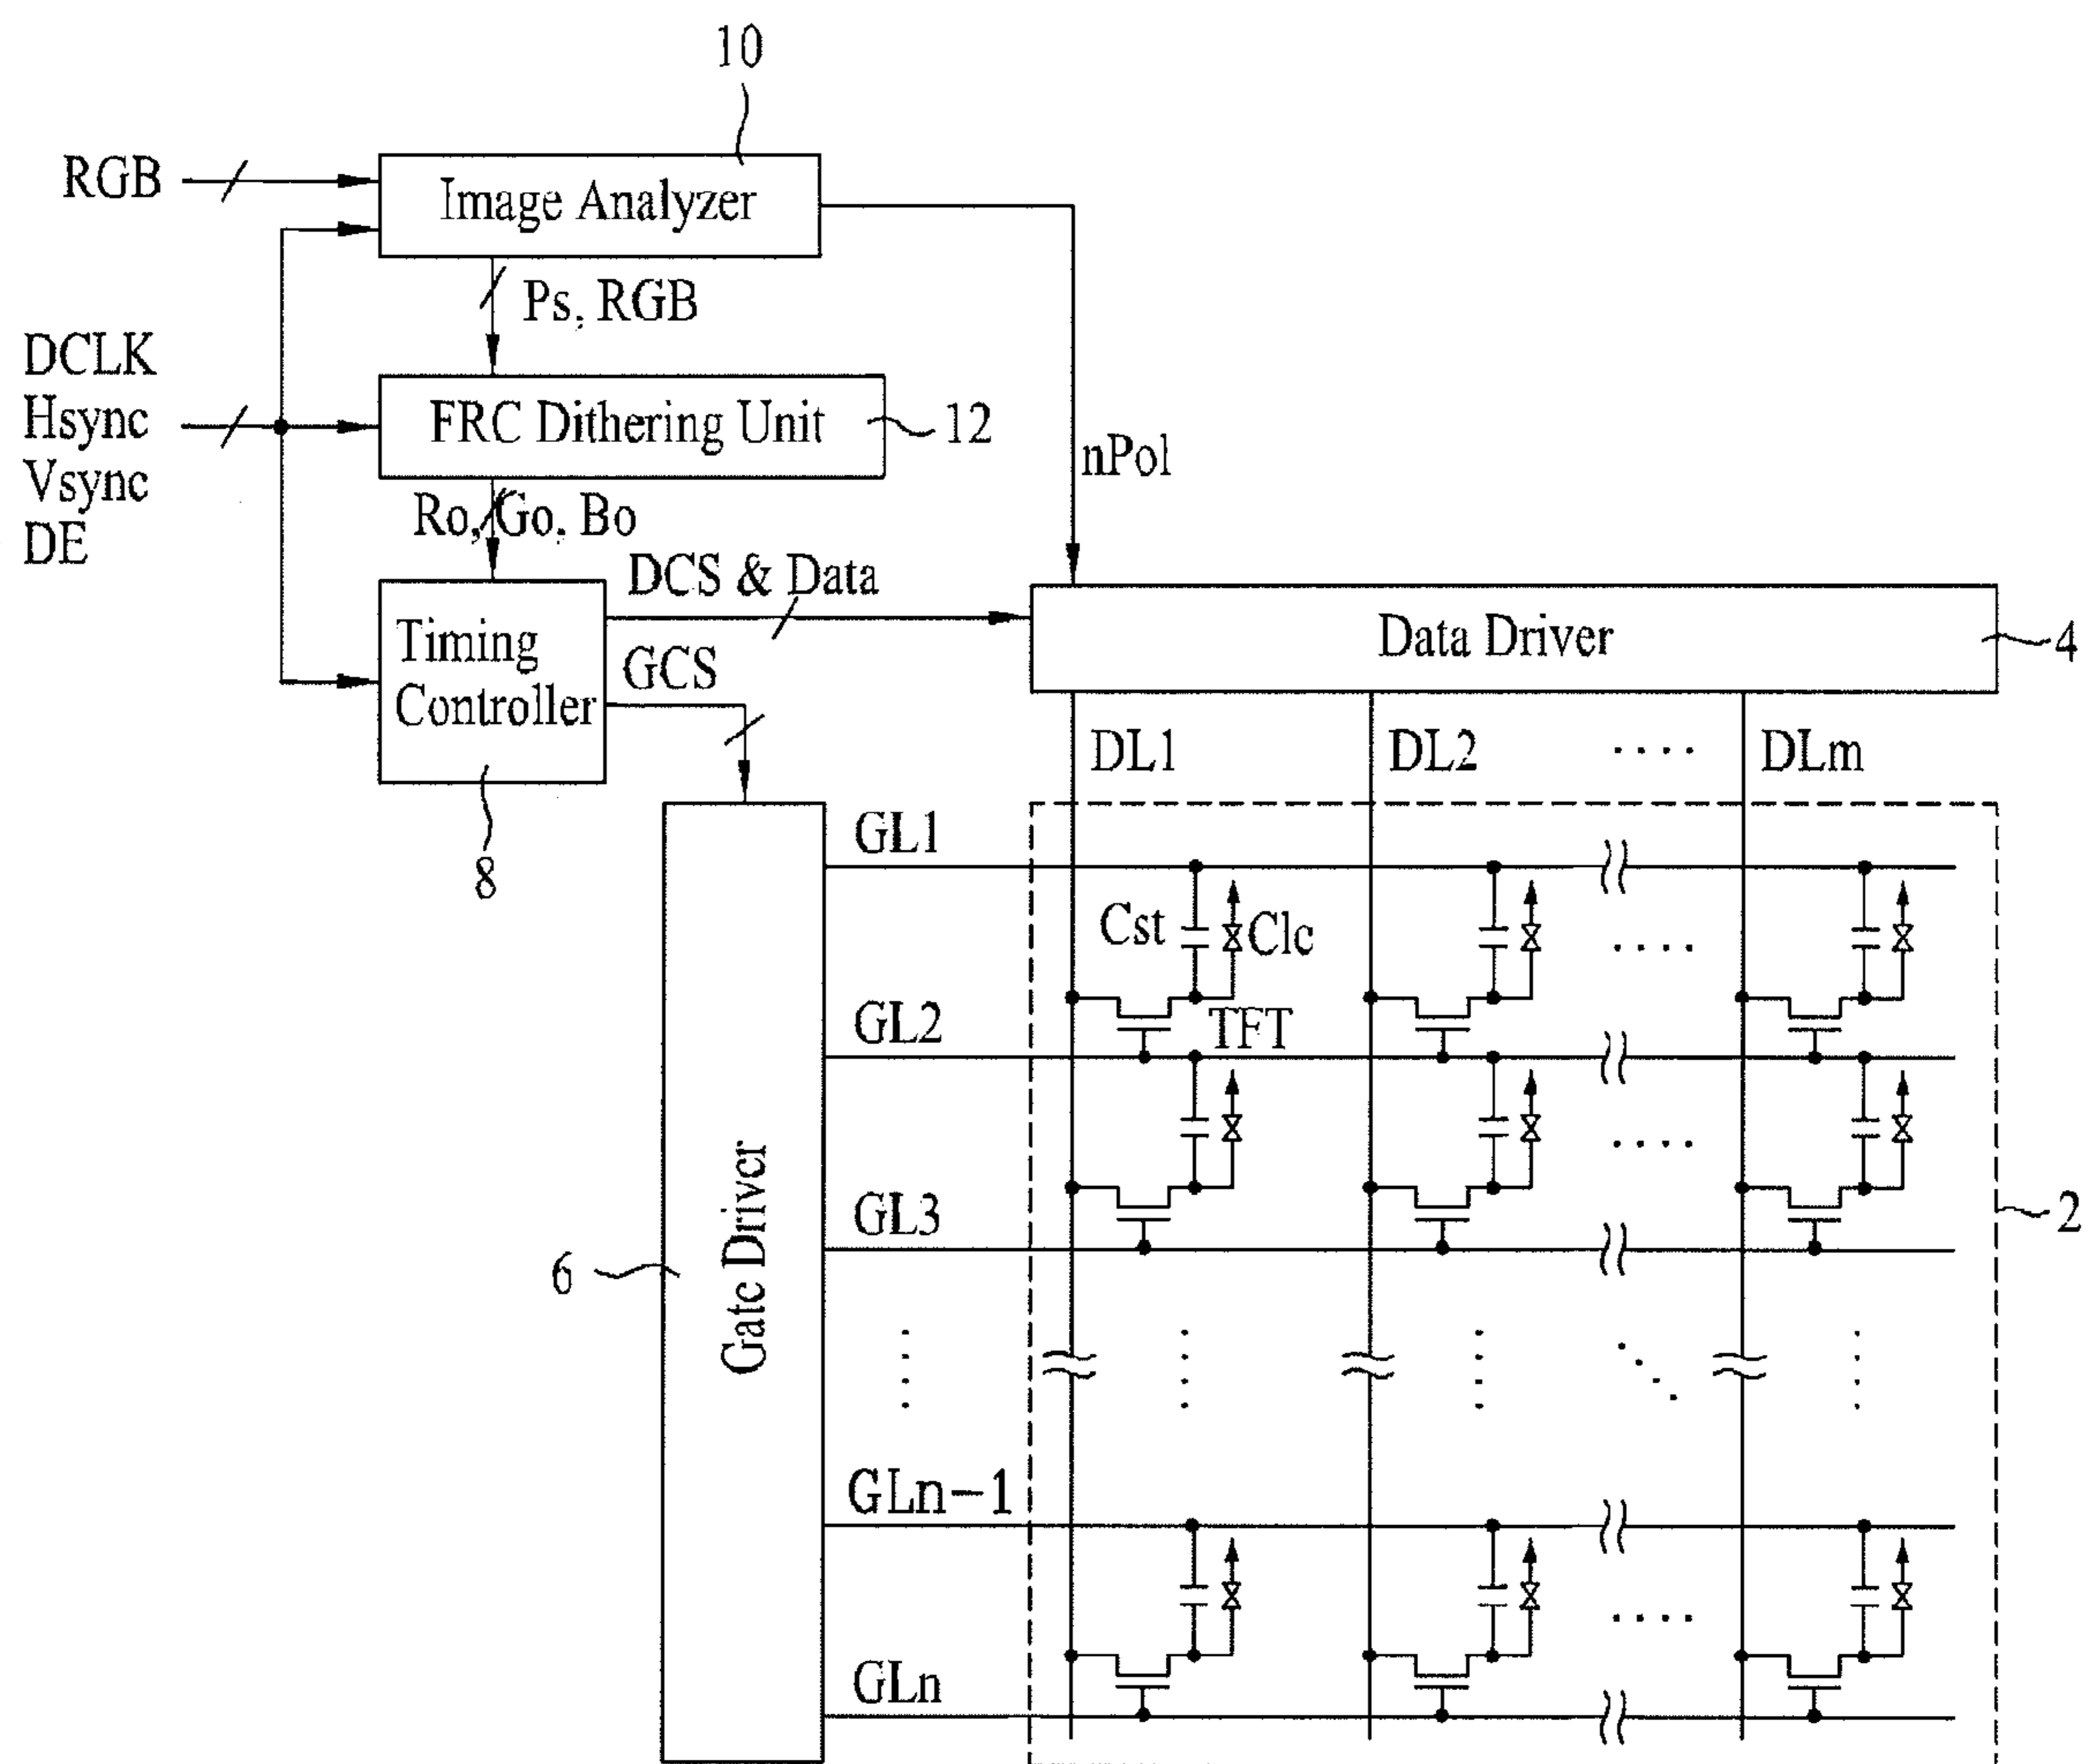 10
RGB
Image Analyzer
Ps, RGB
DCLK
Hsync
Vsync
DE
FRC Dithering Unit
12
nPol
Ro, Go, Bo
DCS & Data
Timing
Controller
GCS
8
Data Driver
4
DL1
DL2
....
DLm
GL1
Cst
Clc
....
GL2
TFT
....
GL3
2
6
Gate Driver
GLn-1
....
GLn